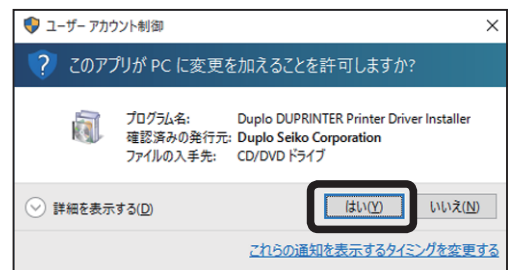 ユーザー アカウント制御
このアプリが PC に変更を加えることを許可しますか?
プログラム名: Duplo DUPRINTER Printer Driver Installer
確認済みの発行元: Duplo Seiko Corporation
ファイルの入手先: CD/DVD ドライブ
詳細を表示する(D) はい(Y) いいえ(N)
これらの通知を表示するタイミングを変更する